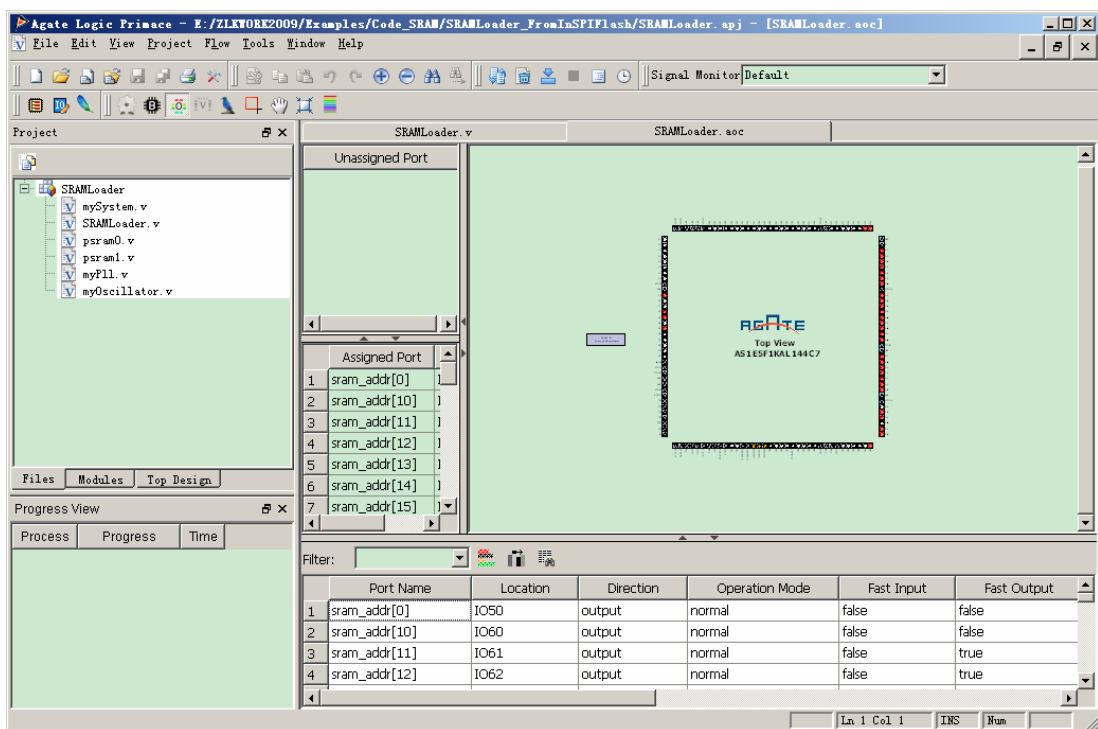 Agate Logic Primace - E:/ZLKWORK2009/Examples/Code_SRAM/SRAMLoader_FromInSPIFlash/SRAMLoader.apj - [SRAMLoader.aoc]
File Edit View Project Flow Tools Window Help
Signal Monitor Default
Project
SRAMLoader.v
SRAMLoader.aoc
SRAMLoader
mySystem.v
SRAMLoader.v
psram0.v
psram1.v
myPll.v
myOscillator.v
Files Modules Top Design
Progress View
Process Progress Time
Unassigned Port
Assigned Port
1 sram_addr[0]
2 sram_addr[10]
3 sram_addr[11]
4 sram_addr[12]
5 sram_addr[13]
6 sram_addr[14]
7 sram_addr[15]
AGATE
Top View
AS1E5F1KAL144C7
Filter:
Port Name Location Direction Operation Mode Fast Input Fast Output
1 sram_addr[0] IO50 output normal false false
2 sram_addr[10] IO60 output normal false false
3 sram_addr[11] IO61 output normal false true
4 sram_addr[12] IO62 output normal false true
Ln 1 Col 1 INS Num